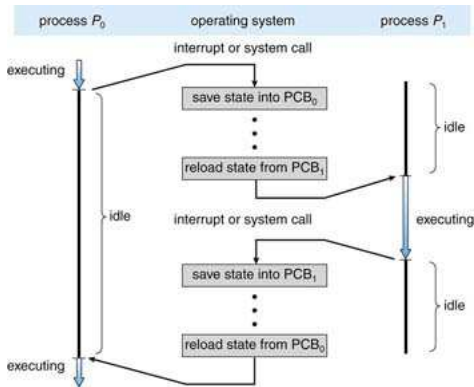 process P₀
operating system
process P₁
interrupt or system call
executing
save state into PCB₀
idle
reload state from PCB₁
idle
interrupt or system call
executing
save state into PCB₁
idle
reload state from PCB₀
executing